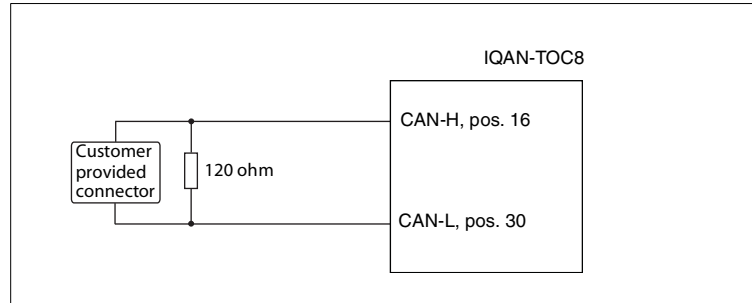 IQAN-TOC8
CAN-H, pos. 16
Customer
provided
connector
120 ohm
CAN-L, pos. 30